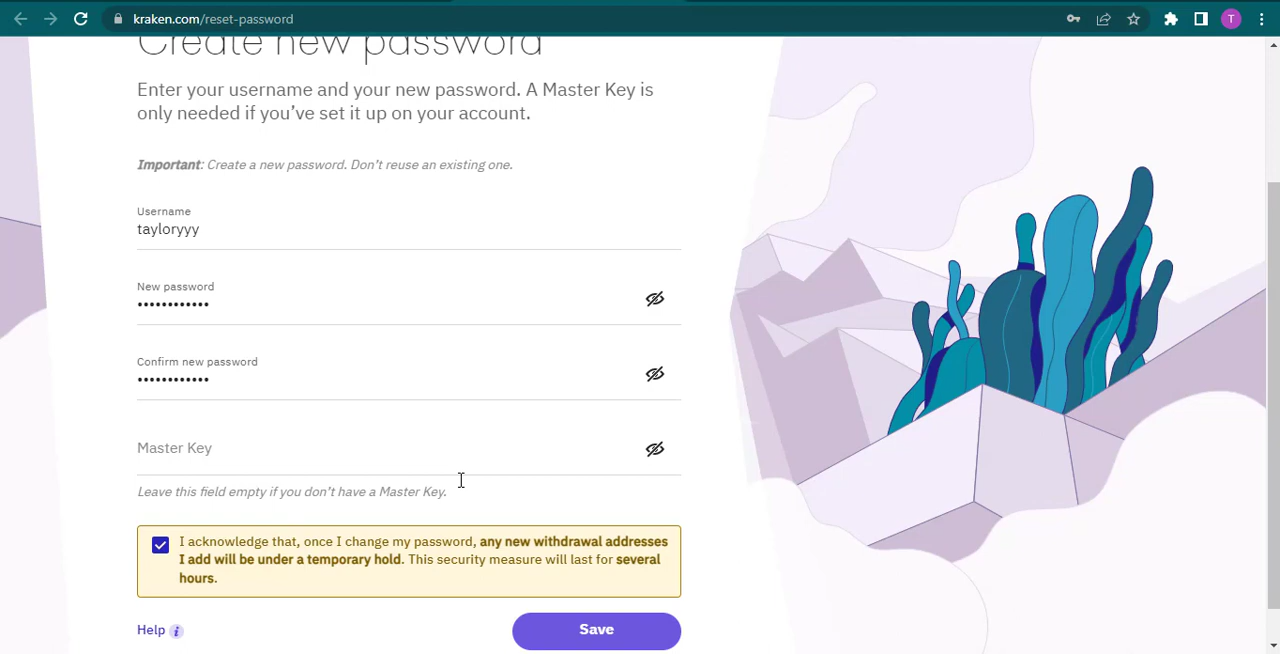 kraken.com/reset-password
T
Create new password
Enter your username and your new password. A Master Key is
only needed if you’ve set it up on your account.
Important: Create a new password. Don’t reuse an existing one.
Username
tayloryyy
New password
••••••••••••
Confirm new password
••••••••••••
Master Key
Leave this field empty if you don’t have a Master Key.
I acknowledge that, once I change my password, any new withdrawal addresses
I add will be under a temporary hold. This security measure will last for several
hours.
Help i
Save